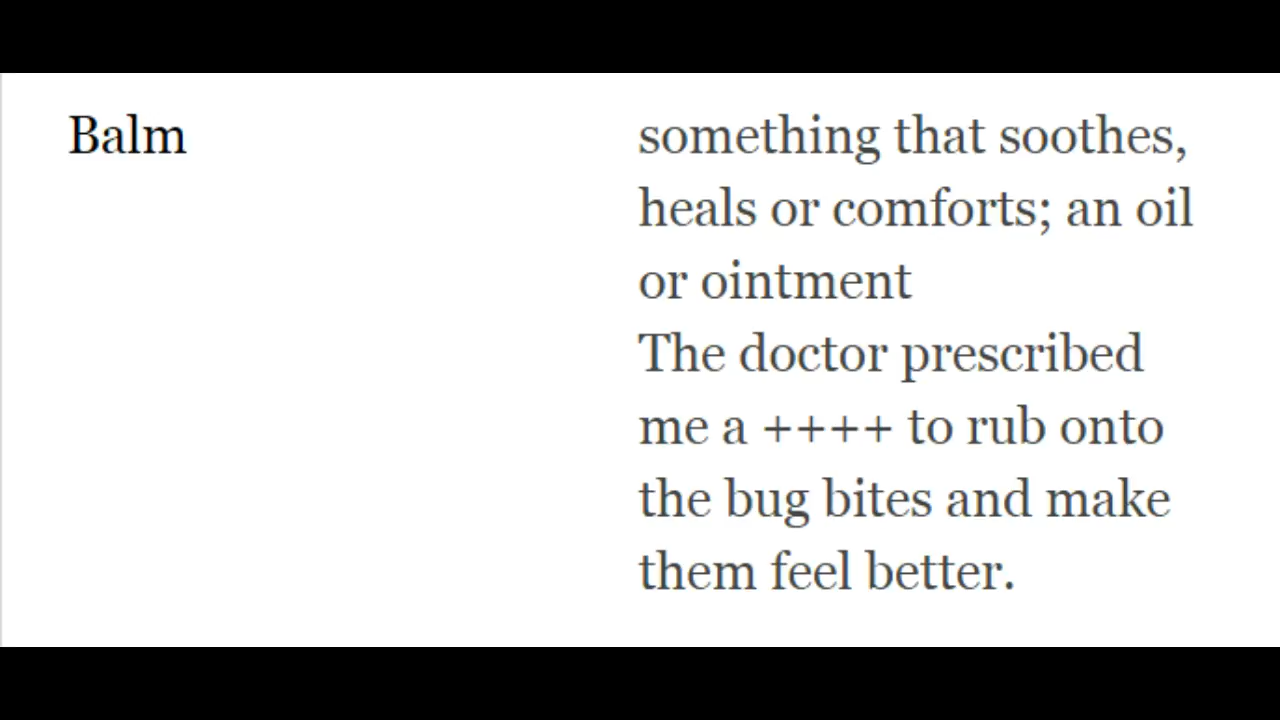 Balm
something that soothes,
heals or comforts; an oil
or ointment
The doctor prescribed
me a ++++ to rub onto
the bug bites and make
them feel better.